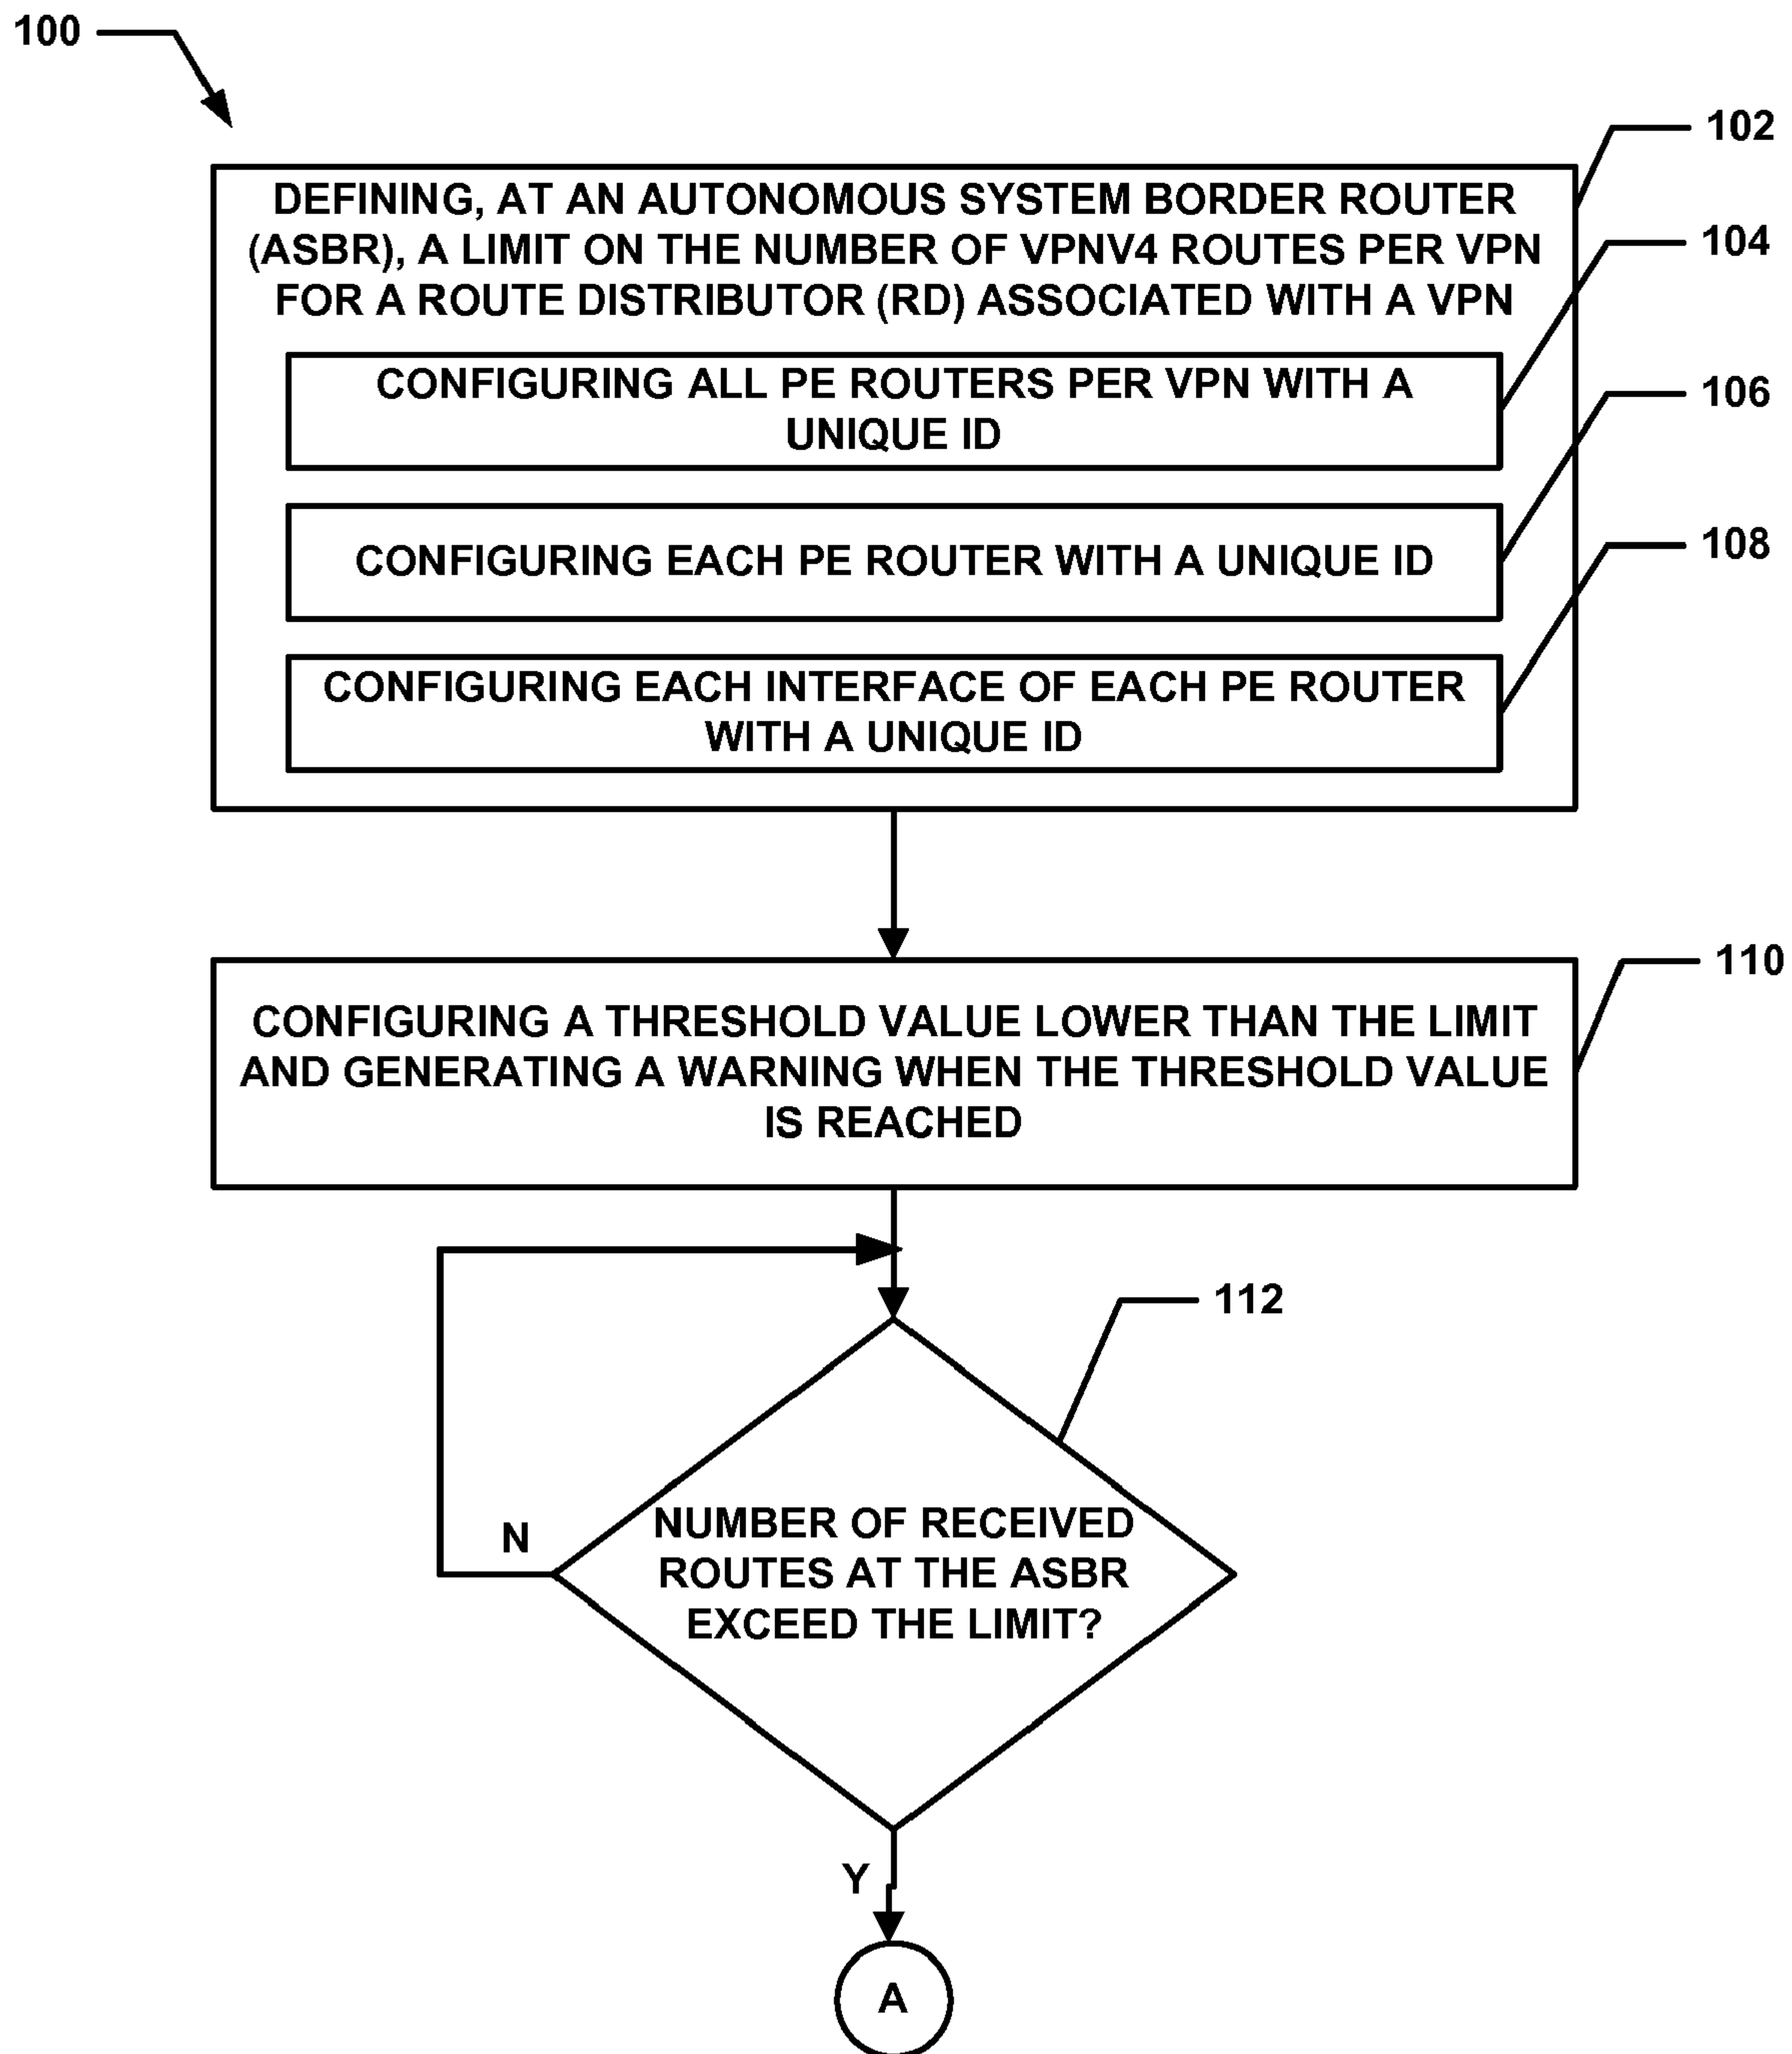 100
102
DEFINING, AT AN AUTONOMOUS SYSTEM BORDER ROUTER
(ASBR), A LIMIT ON THE NUMBER OF VPNV4 ROUTES PER VPN
FOR A ROUTE DISTRIBUTOR (RD) ASSOCIATED WITH A VPN
104
CONFIGURING ALL PE ROUTERS PER VPN WITH A
UNIQUE ID
106
CONFIGURING EACH PE ROUTER WITH A UNIQUE ID
108
CONFIGURING EACH INTERFACE OF EACH PE ROUTER
WITH A UNIQUE ID
110
CONFIGURING A THRESHOLD VALUE LOWER THAN THE LIMIT
AND GENERATING A WARNING WHEN THE THRESHOLD VALUE
IS REACHED
112
NUMBER OF RECEIVED
ROUTES AT THE ASBR
EXCEED THE LIMIT?
N
Y
A